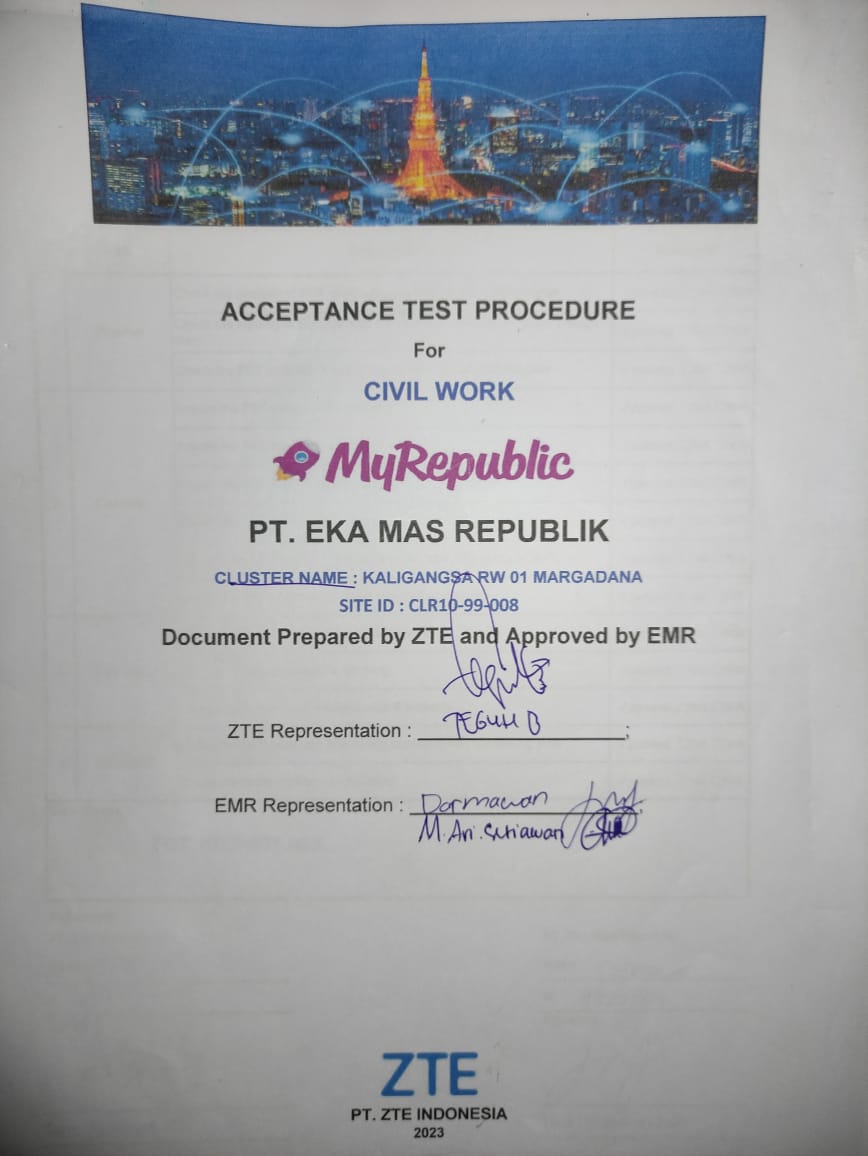 ACCEPTANCE TEST PROCEDURE
For
CIVIL WORK
MyRepublic
PT. EKA MAS REPUBLIK
CLUSTER NAME : KALIGANGSA RW 01 MARGADANA
SITE ID : CLR10-99-008
Document Prepared by ZTE and Approved by EMR
ZTE Representation : TEGUH B ;
EMR Representation : Darmawan
M. Ari. Setiawan
ZTE
PT. ZTE INDONESIA
2023